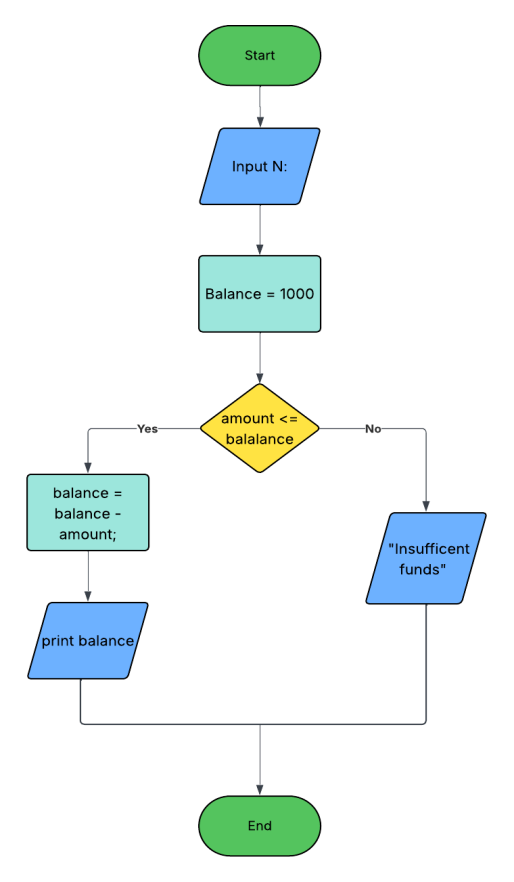 Start
Input N:
Balance = 1000
amount <=
balalance
Yes
No
balance =
balance -
amount;
"Insufficent
funds"
print balance
End